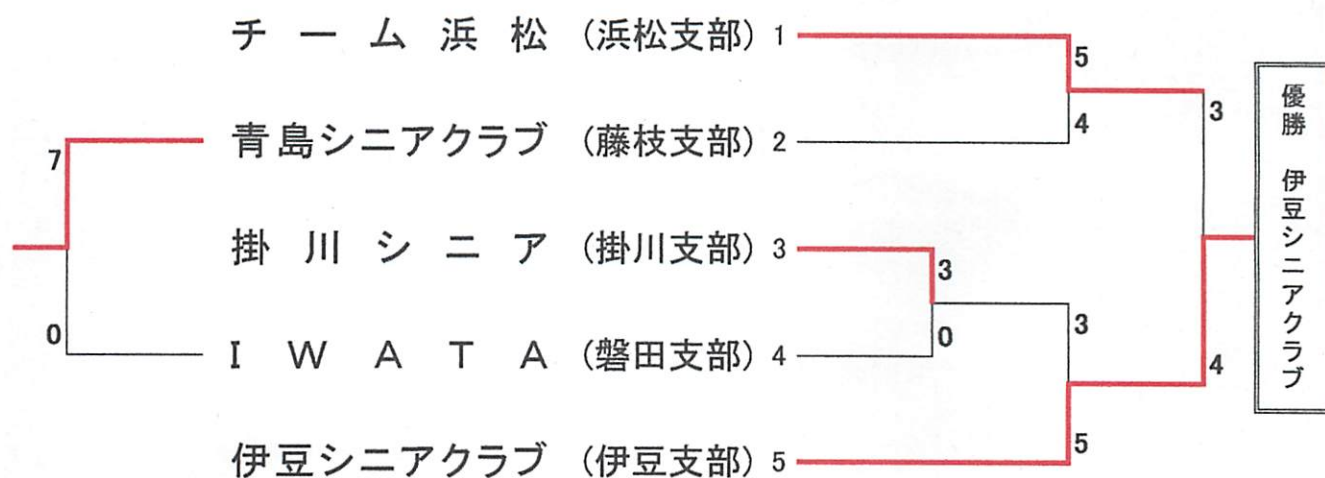 チーム浜松 (浜松支部) 1
5
4
3
青島シニアクラブ (藤枝支部) 2
7
0
掛川シニア (掛川支部) 3
3
0
3
5
4
IWATA (磐田支部) 4
伊豆シニアクラブ (伊豆支部) 5
優勝 伊豆シニアクラブ